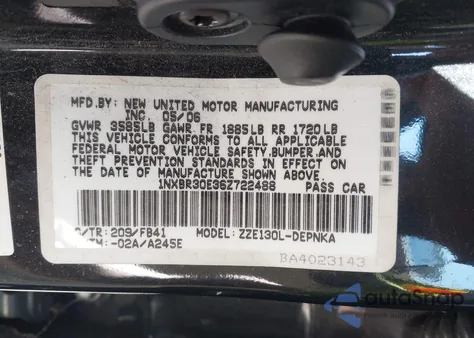 MFD.BY: NEW UNITED MOTOR MANUFACTURING
INC. 05/06
GVWR 3585LB GAWR FR 1885LB RR 1720LB
THIS VEHICLE CONFORMS TO ALL APPLICABLE
FEDERAL MOTOR VEHICLE SAFETY,BUMPER,AND
THEFT PREVENTION STANDARDS IN EFFECT ON
THE DATE OF MANUFACTURE SHOWN ABOVE.
1NXBR30E36Z722488 PASS CAR
C/TR: 209/FB41 MODEL: ZZE130L-DEPNKA
-02A/A245E
BA4023143
autoSnap